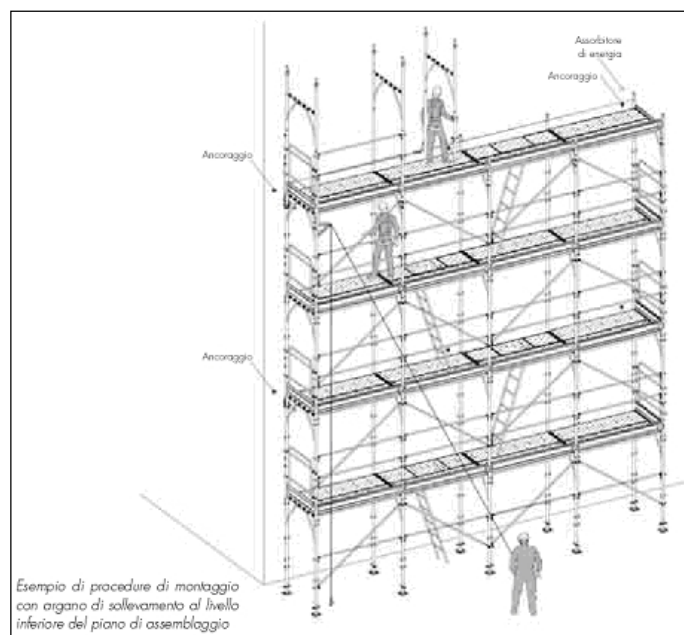 Assorbitore
di energia
Ancoraggio
Ancoraggio
Ancoraggio
Esempio di procedure di montaggio
con argano di sollevamento al livello
inferiore del piano di assemblaggio